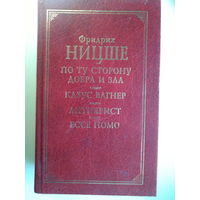 Фридрих
НИЦШЕ
ПО ТУ СТОРОНУ
ДОБРА И ЗЛА
КАЗУС ВАГНЕР
АНТИХРИСТ
ECCE HOMO